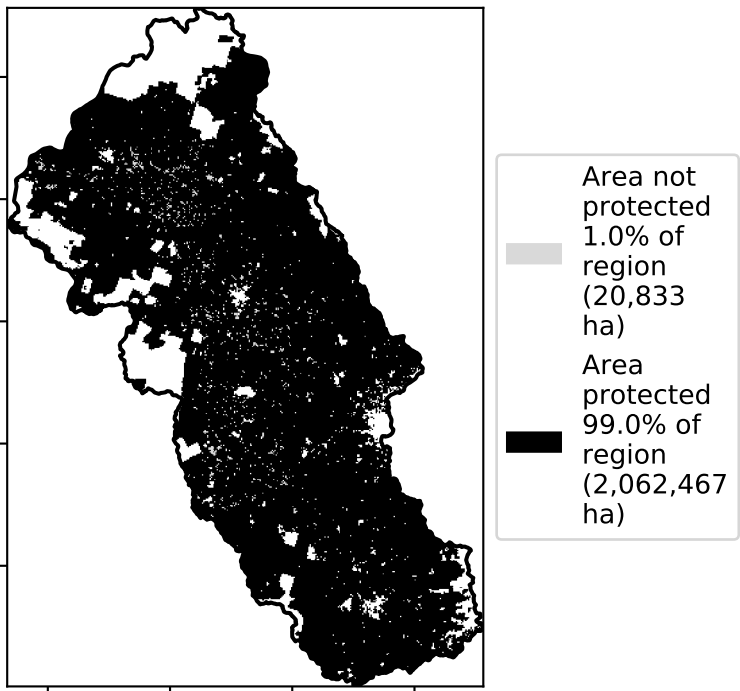 Area not
protected
1.0% of
region
(20,833
ha)
Area
protected
99.0% of
region
(2,062,467
ha)